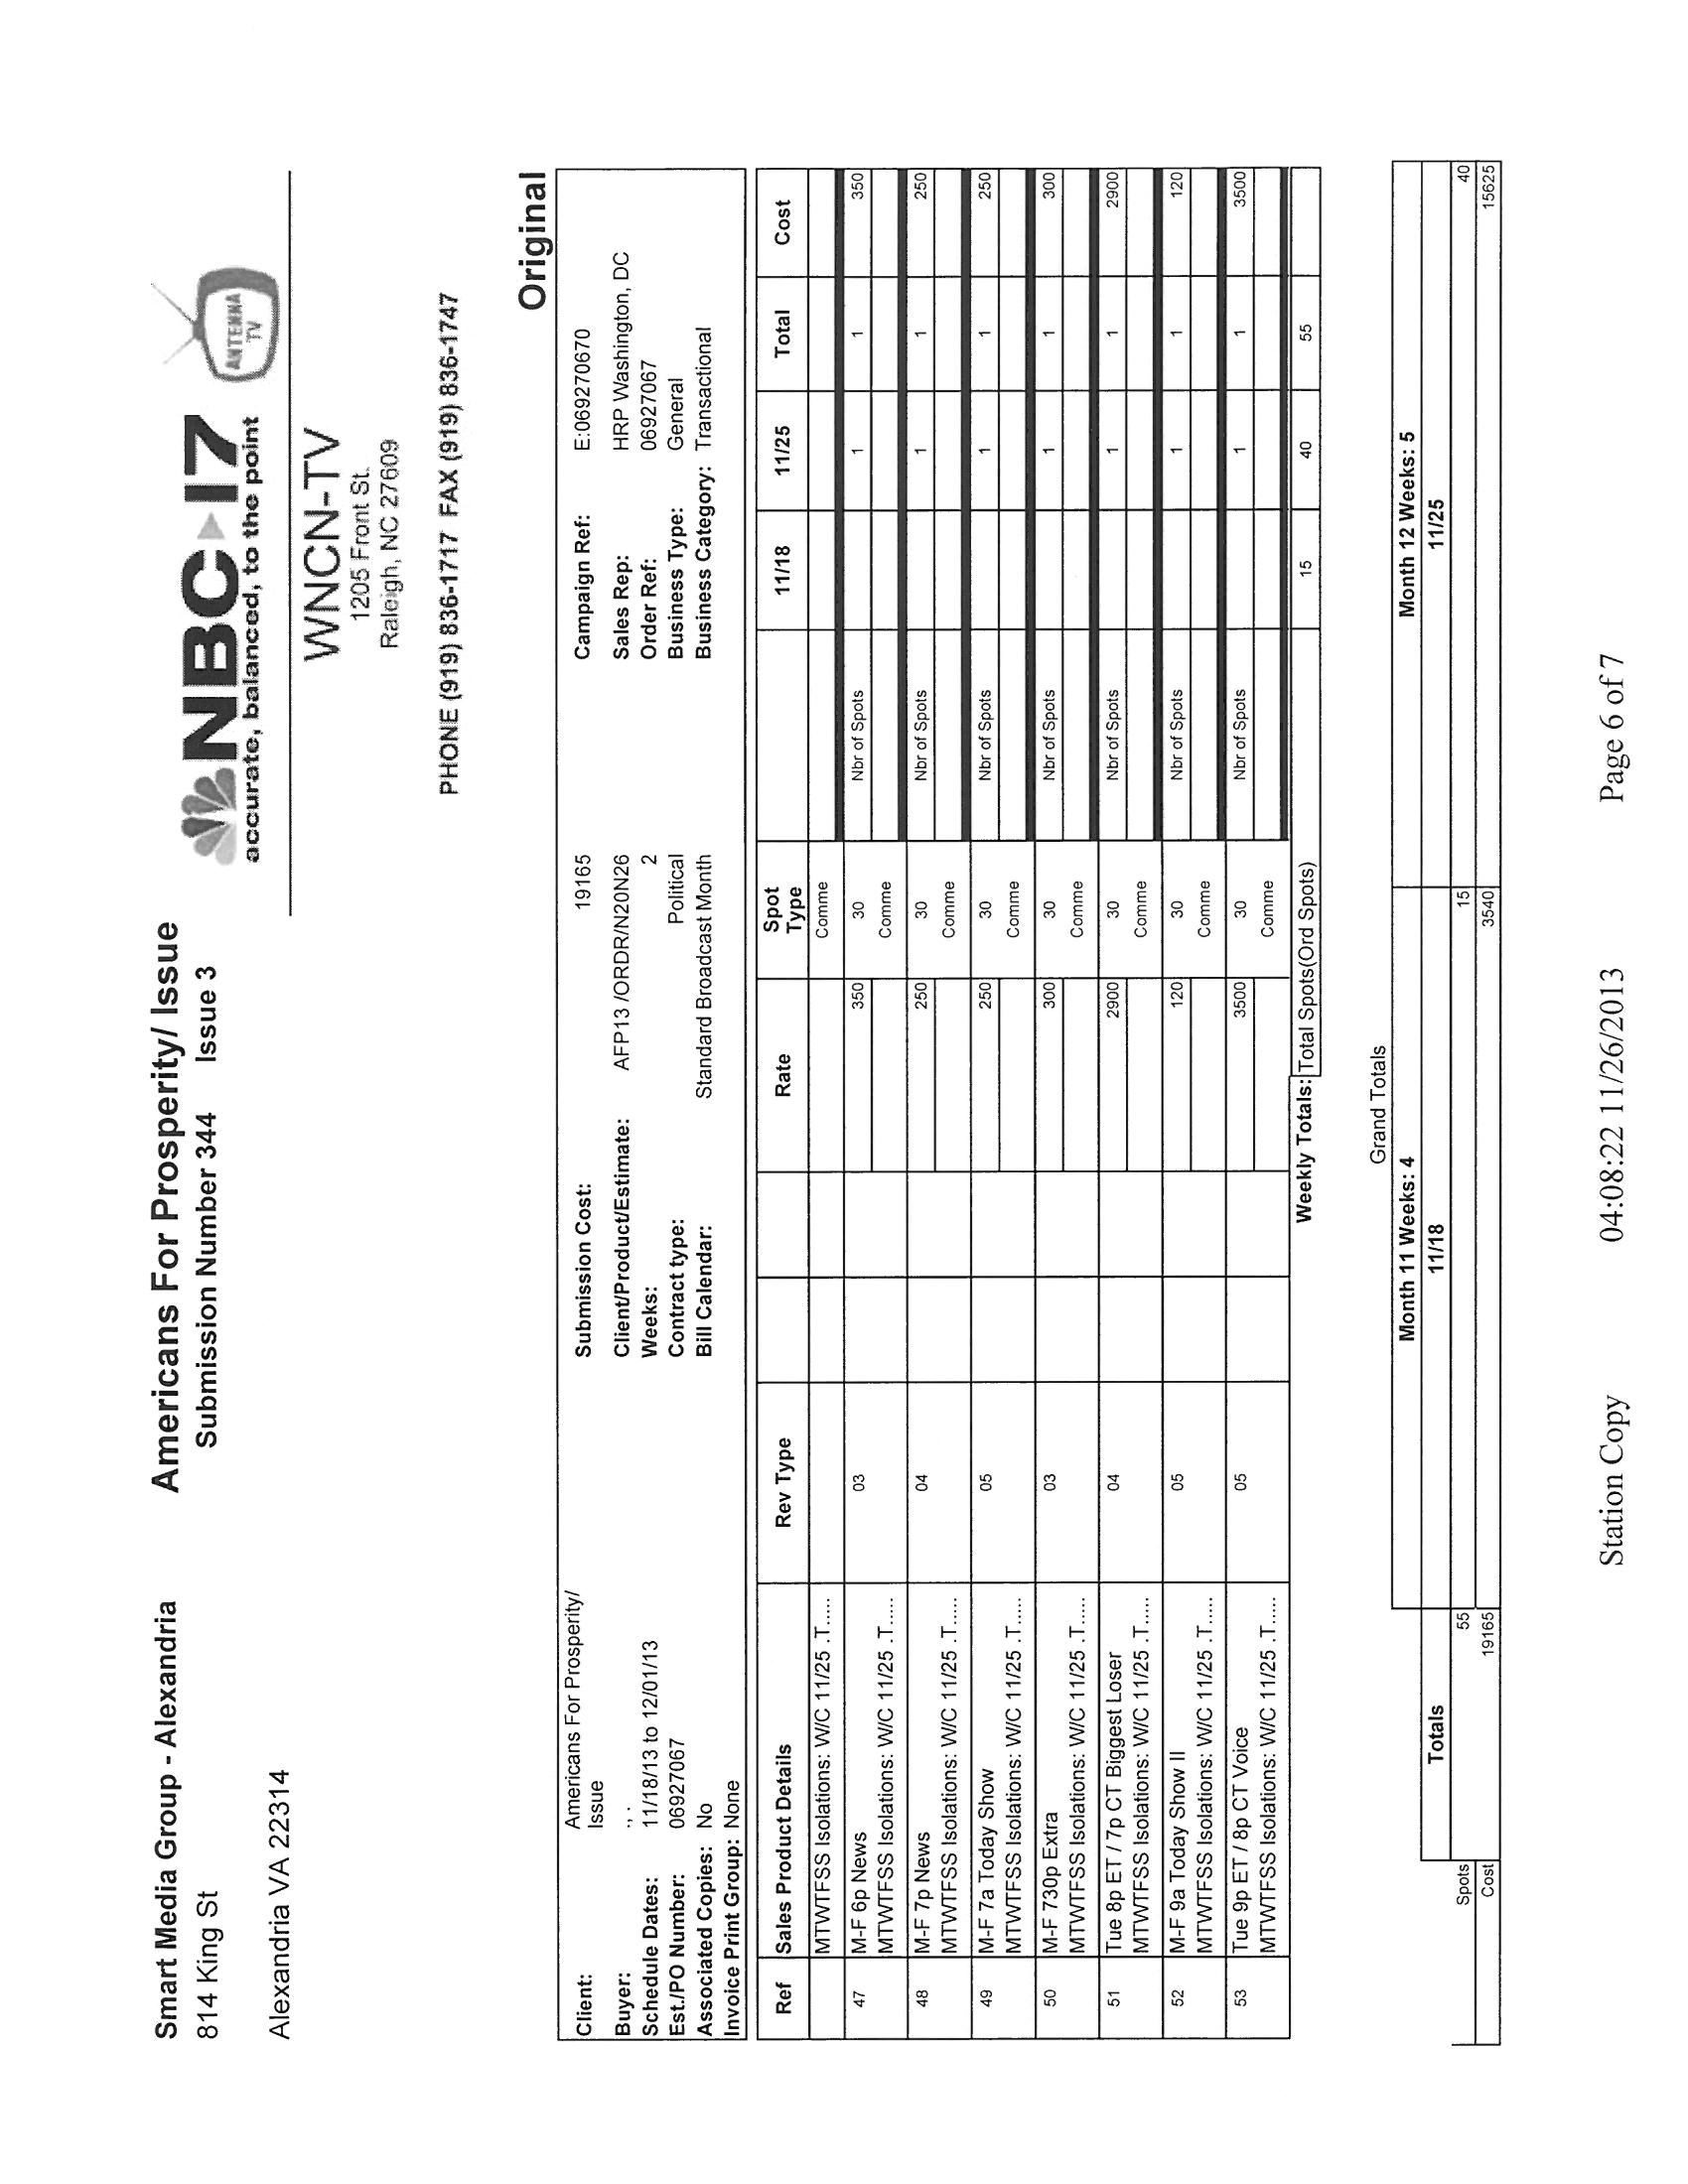 Smart Media Group - Alexandria
814 King St
Alexandria VA 22314
Americans For Prosperity/ Issue
Submission Number 344 Issue 3
NBC 17
accurate, balanced, to the point
ANTENNA
TV
WNCN-TV
1205 Front St.
Raleigh, NC 27609
PHONE (919) 836-1717 FAX (919) 836-1747
Original
Client: Americans For Prosperity/ Issue
Buyer: , .
Schedule Dates: 11/18/13 to 12/01/13
Est./PO Number: 06927067
Associated Copies: No
Invoice Print Group: None
Submission Cost: 19165
Client/Product/Estimate: AFP13 /ORDR/N20N26
Weeks: 2
Contract type: Political
Bill Calendar: Standard Broadcast Month
Campaign Ref: E:069270670
Sales Rep: HRP Washington, DC
Order Ref: 06927067
Business Type: General
Business Category: Transactional
Ref Sales Product Details Rev Type Rate Spot Type 11/18 11/25 Total Cost
MTWTFSS Isolations: W/C 11/25 .T..... Comme
47 M-F 6p News 03 350 30 Nbr of Spots 1 1 350
MTWTFSS Isolations: W/C 11/25 .T..... Comme
48 M-F 7p News 04 250 30 Nbr of Spots 1 1 250
MTWTFSS Isolations: W/C 11/25 .T..... Comme
49 M-F 7a Today Show 05 250 30 Nbr of Spots 1 1 250
MTWTFSS Isolations: W/C 11/25 .T..... Comme
50 M-F 730p Extra 03 300 30 Nbr of Spots 1 1 300
MTWTFSS Isolations: W/C 11/25 .T..... Comme
51 Tue 8p ET / 7p CT Biggest Loser 04 2900 30 Nbr of Spots 1 1 2900
MTWTFSS Isolations: W/C 11/25 .T..... Comme
52 M-F 9a Today Show II 05 120 30 Nbr of Spots 1 1 120
MTWTFSS Isolations: W/C 11/25 .T..... Comme
53 Tue 9p ET / 8p CT Voice 05 3500 30 Nbr of Spots 1 1 3500
MTWTFSS Isolations: W/C 11/25 .T..... Comme
Weekly Totals: Total Spots(Ord Spots) 15 40 55
Grand Totals
Month 11 Weeks: 4 Month 12 Weeks: 5
Totals 11/18 11/25
Spots 55 15 40
Cost 19165 3540 15625
Station Copy 04:08:22 11/26/2013 Page 6 of 7